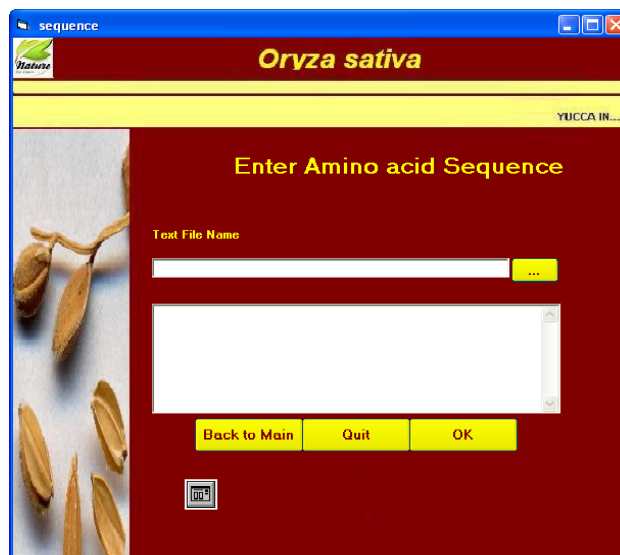 sequence
Nature
Oryza sativa
YUCCA IN...
Enter Amino acid Sequence
Text File Name
...
Back to Main
Quit
OK